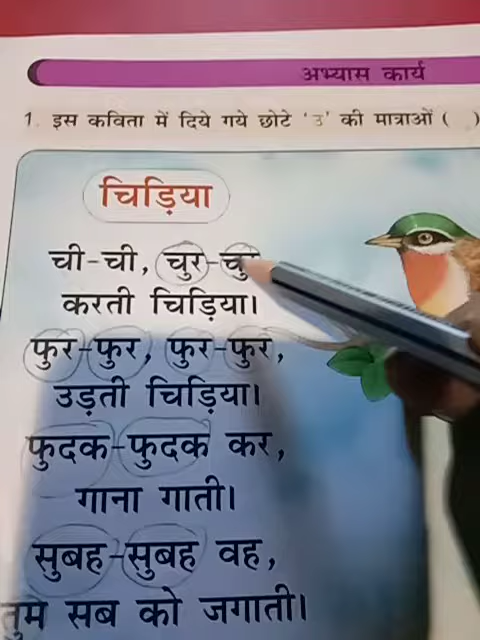 अभ्यास कार्य
1. इस कविता में दिये गये छोटे 'उ' की मात्राओं ( )
चिड़िया
ची-ची, चुर-चुर
करती चिड़िया।
फुर-फुर, फुर-फुर,
उड़ती चिड़िया।
फुदक-फुदक कर,
गाना गाती।
सुबह-सुबह वह,
तुम सब को जगाती।